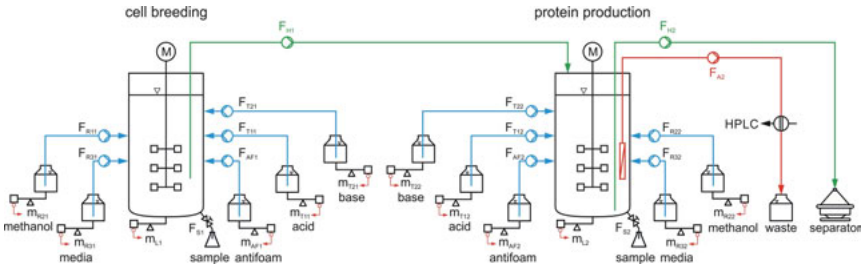 cell breeding
protein production
F_H1
F_H2
F_A2
M
M
F_T21
F_T22
F_R11
F_T11
F_T12
F_R22
HPLC
F_R21
F_AF1
F_AF2
F_R32
m_T21
base
m_T22
base
m_R21
methanol
m_T11
acid
m_T12
acid
m_R22
methanol
waste
separator
m_R31
media
m_L1
F_S1
sample
m_AF1
antifoam
m_AF2
antifoam
m_L2
F_S2
sample
m_R32
media